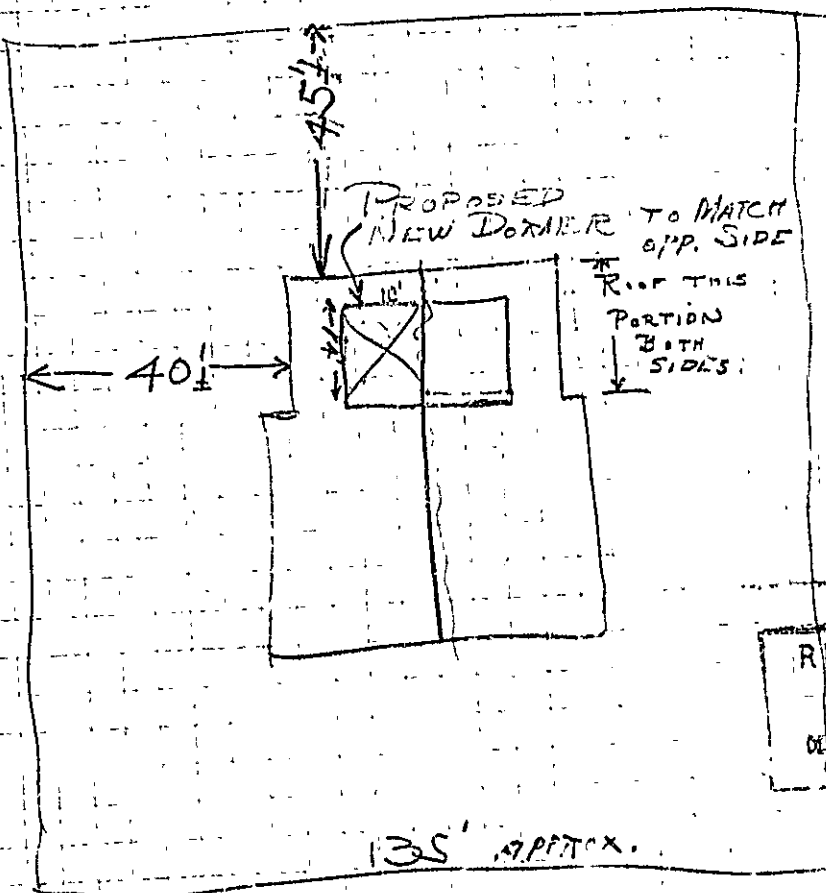 45'±
PROPOSED
NEW DORMER TO MATCH
OPP. SIDE
ROOF THIS
PORTION
BOTH
SIDES.
10'
40'±
R
135' APPROX.